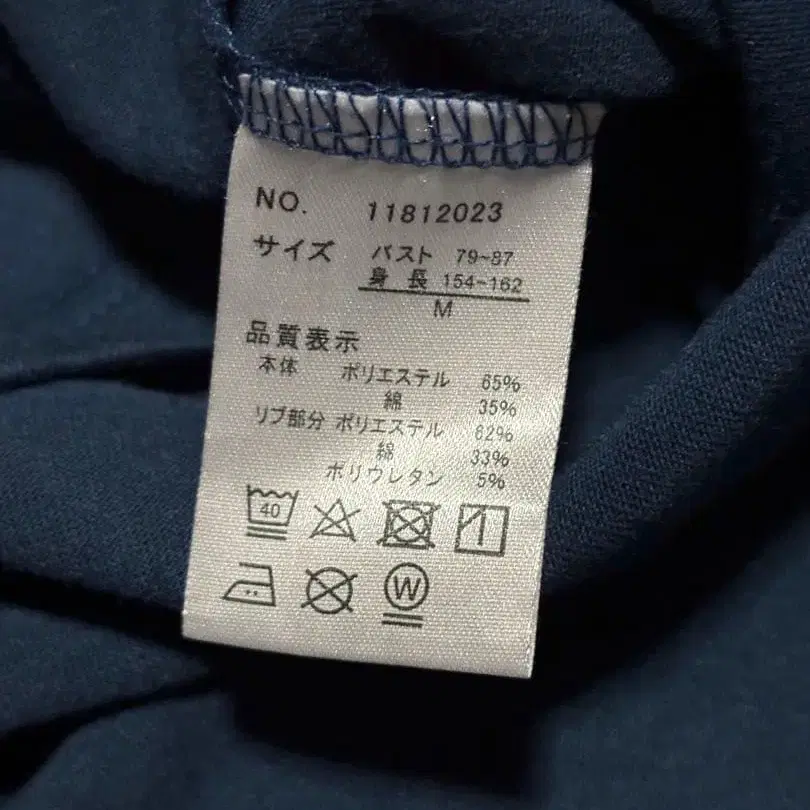 NO. 11812023
サイズ バスト 79~87
身長 154~162
M
品質表示
本体 ポリエステル 65%
綿 35%
リブ部分 ポリエステル 62%
綿 33%
ポリウレタン 5%
40
W